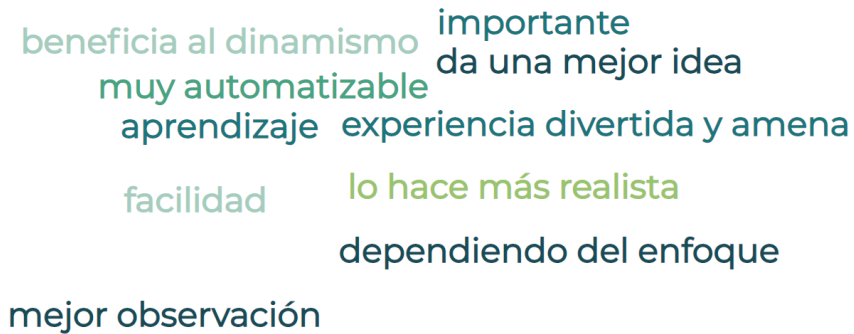 importante
beneficia al dinamismo
da una mejor idea
muy automatizable
aprendizaje
experiencia divertida y amena
facilidad
lo hace más realista
dependiendo del enfoque
mejor observación